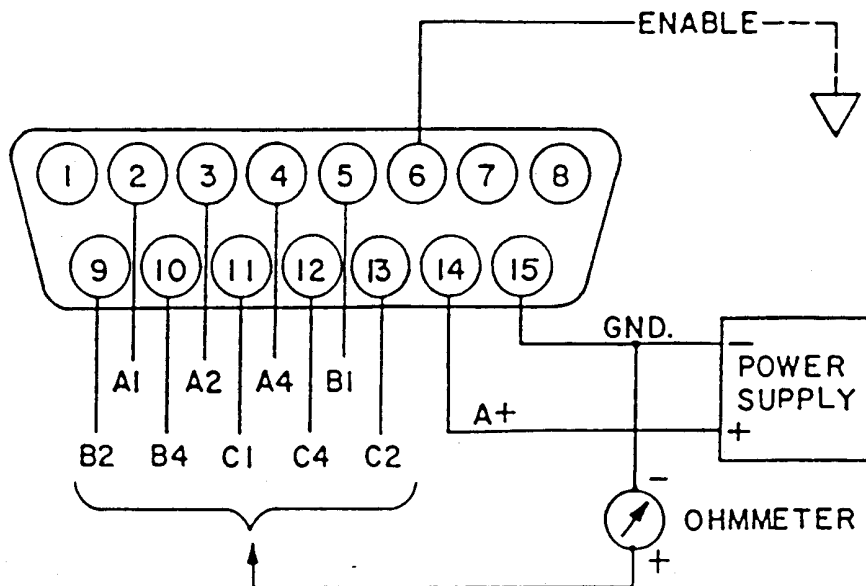 ENABLE
1 2 3 4 5 6 7 8
9 10 11 12 13 14 15
GND.
A1 A2 A4 B1
A+
B2 B4 C1 C4 C2
-
POWER
SUPPLY
+
-
OHMMETER
+